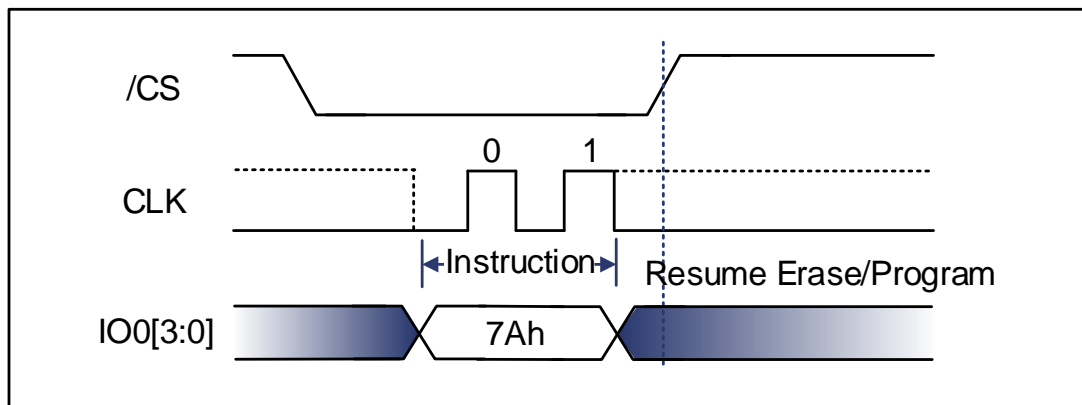 /CS
0 1
CLK
Instruction
Resume Erase/Program
IO0[3:0]
7Ah